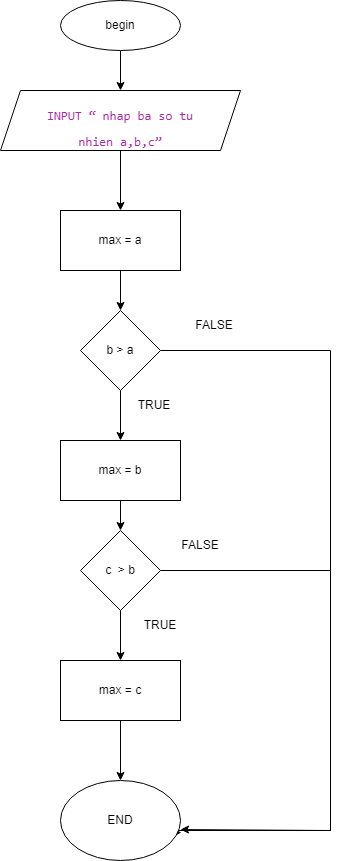 begin
INPUT “ nhap ba so tu
nhien a,b,c”
max = a
FALSE
b > a
TRUE
max = b
FALSE
c > b
TRUE
max = c
END